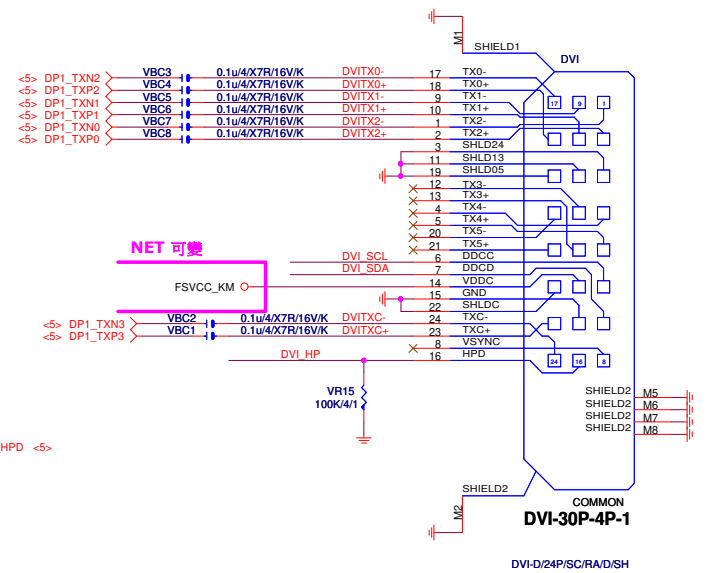 M1
SHIELD1
DVI
<5> DP1_TXN2 VBC3 0.1u/4/X7R/16V/K DVITX0- 17 TX0-
<5> DP1_TXP2 VBC4 0.1u/4/X7R/16V/K DVITX0+ 18 TX0+
<5> DP1_TXN1 VBC5 0.1u/4/X7R/16V/K DVITX1- 9 TX1-
<5> DP1_TXP1 VBC6 0.1u/4/X7R/16V/K DVITX1+ 10 TX1+
<5> DP1_TXN0 VBC7 0.1u/4/X7R/16V/K DVITX2- 1 TX2-
<5> DP1_TXP0 VBC8 0.1u/4/X7R/16V/K DVITX2+ 2 TX2+
17 9 1
3 SHLD24
11 SHLD13
19 SHLD05
12 TX3-
13 TX3+
4 TX4-
5 TX4+
20 TX5-
21 TX5+
NET 可變
DVI_SCL 6 DDCC
DVI_SDA 7 DDCD
FSVCC_KM 14 VDDC
15 GND
22 SHLDC
<5> DP1_TXN3 VBC2 0.1u/4/X7R/16V/K DVITXC- 24 TXC-
<5> DP1_TXP3 VBC1 0.1u/4/X7R/16V/K DVITXC+ 23 TXC+
8 VSYNC
DVI_HP 16 HPD
24 16 8
VR15
100K/4/1
SHIELD2 M5
SHIELD2 M6
SHIELD2 M7
SHIELD2 M8
HPD <5>
SHIELD2
M2
COMMON
DVI-30P-4P-1
DVI-D/24P/SC/RA/D/SH